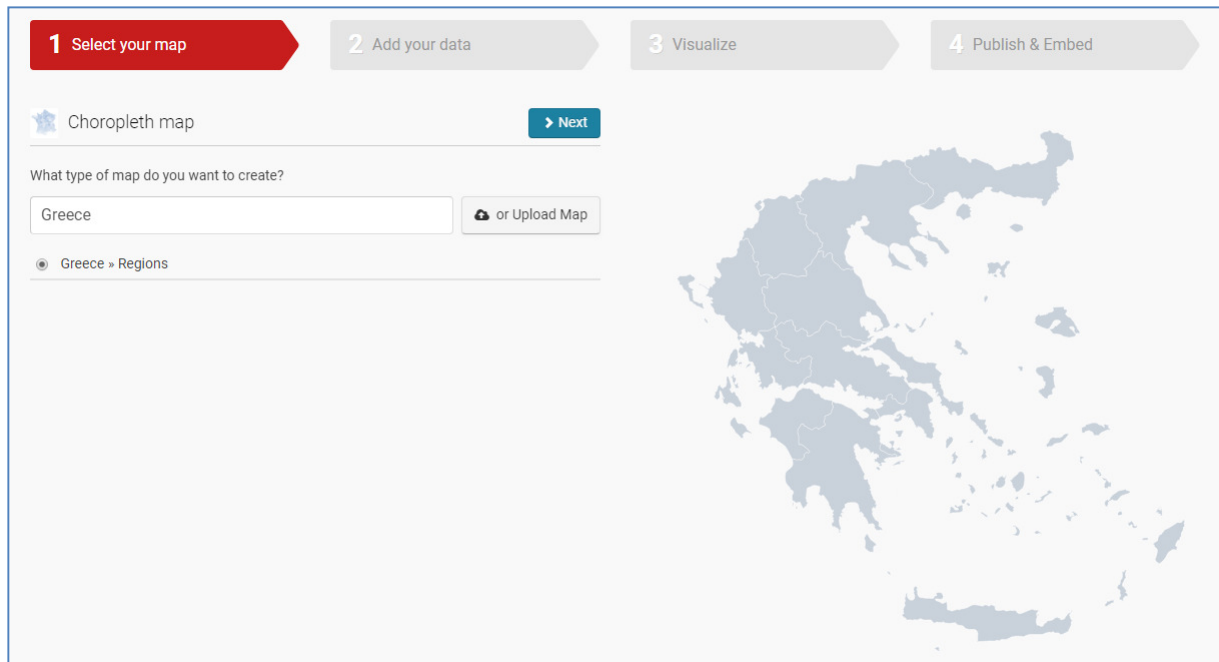 1 Select your map
2 Add your data
3 Visualize
4 Publish & Embed
Choropleth map
Next
What type of map do you want to create?
Greece
or Upload Map
Greece » Regions